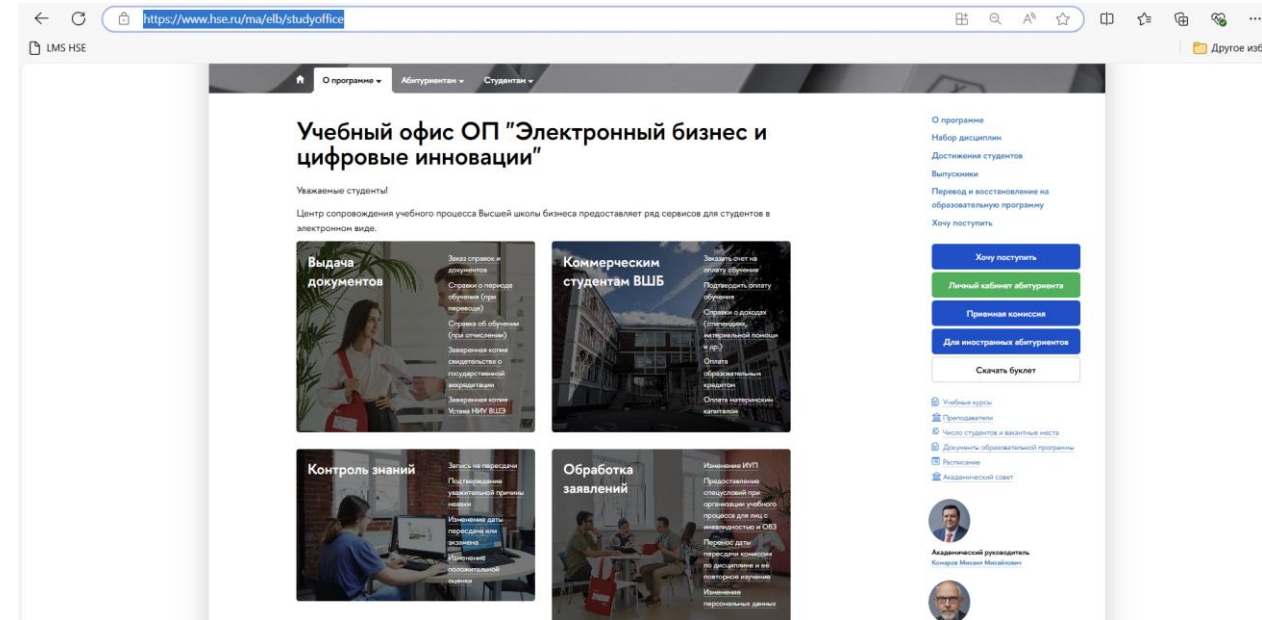 https://www.hse.ru/ma/elb/studyoffice
LMS HSE
Другое изб
О программе
Абитуриентам
Студентам
Учебный офис ОП "Электронный бизнес и
цифровые инновации"
Уважаемые студенты!
Центр сопровождения учебного процесса Высшей школы бизнеса предоставляет ряд сервисов для студентов в
электронном виде.
Выдача
документов
Заказ справок и
документов
Справки о периоде
обучения (при
переводе)
Справка об обучении
(при отчислении)
Заверенная копия
свидетельства о
государственной
аккредитации
Заверенная копия
Устава НИУ ВШЭ
Коммерческим
студентам ВШБ
Заказать счет на
оплату обучения
Подтвердить оплату
обучения
Справки о доходах
(стипендиях,
материальной помощи
и др.)
Оплата
образовательным
кредитом
Оплата материнским
капиталом
Контроль знаний
Запись на пересдачи
Подтверждение
уважительной причины
неявки
Изменение даты
пересдачи или
экзамена
Изменение
положительной
оценки
Обработка
заявлений
Изменение ИУП
Предоставление
спецусловий при
организации учебного
процесса для лиц с
инвалидностью и ОВЗ
Перенос даты
пересдачи комиссии
по дисциплине и её
повторное изучение
Изменение
персональных данных
О программе
Набор дисциплин
Достижения студентов
Выпускники
Перевод и восстановление на
образовательную программу
Хочу поступить
Хочу поступить
Личный кабинет абитуриента
Приемная комиссия
Для иностранных абитуриентов
Скачать буклет
Учебные курсы
Преподаватели
Число студентов и вакантные места
Документы образовательной программы
Расписание
Академический совет
Академический руководитель
Комаров Михаил Михайлович